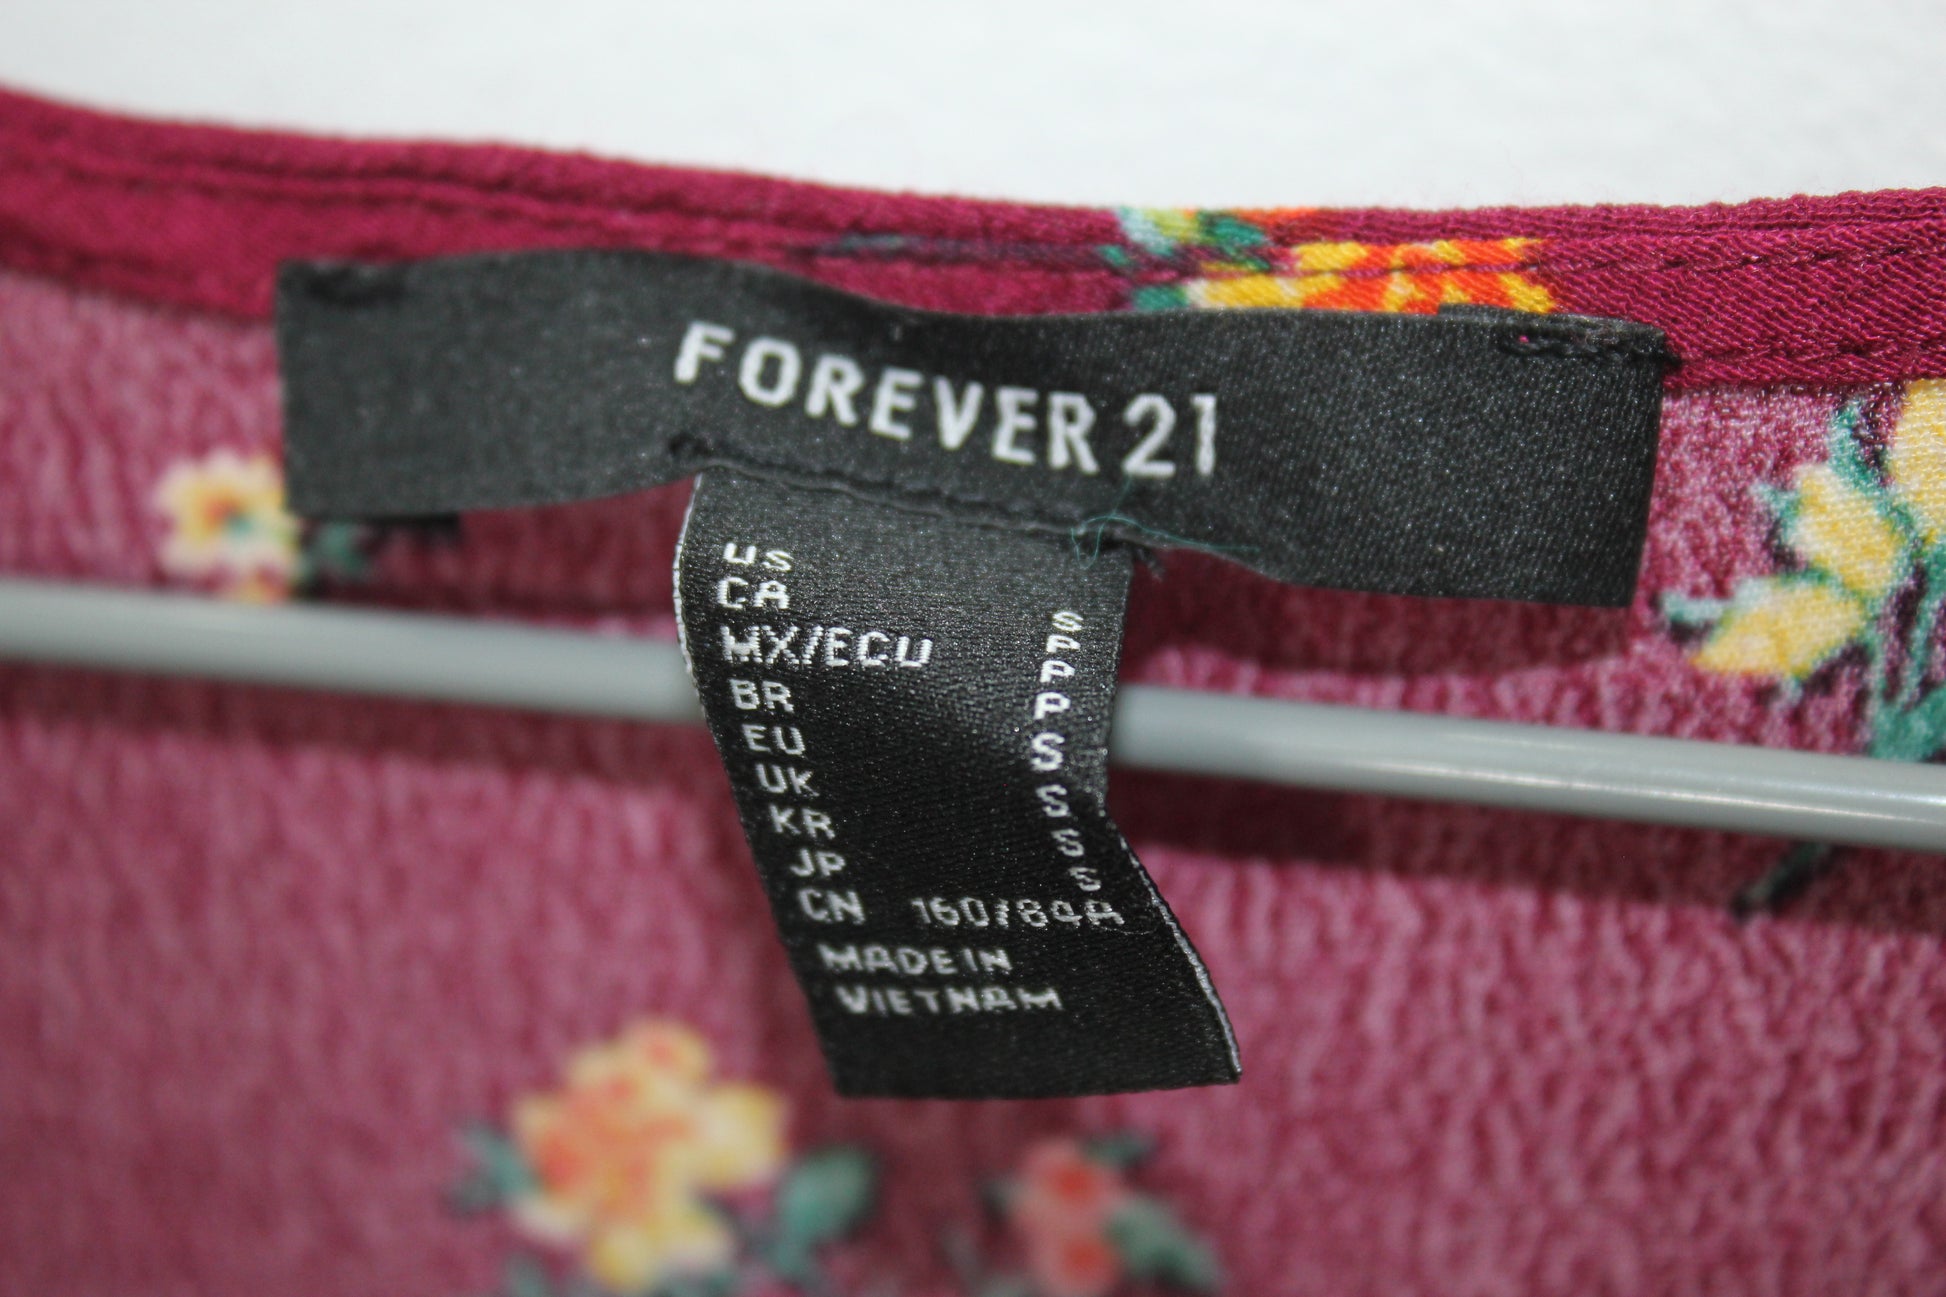 FOREVER 21
US S
CA P
MX/ECU P
BR P
EU S
UK S
KR S
JP S
CN 160/84A
MADE IN
VIETNAM